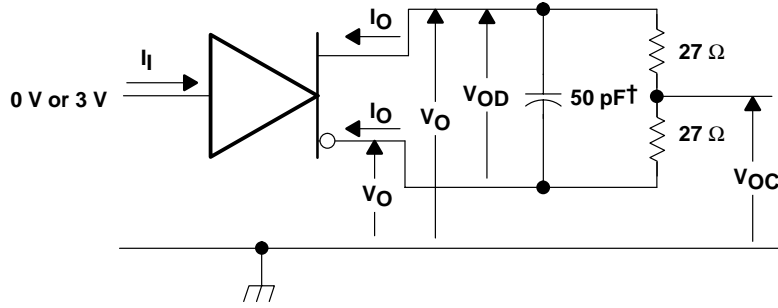 I_O
I_I
27 Ω
0 V or 3 V
V_OD
50 pF†
I_O
V_O
27 Ω
V_O
V_OC